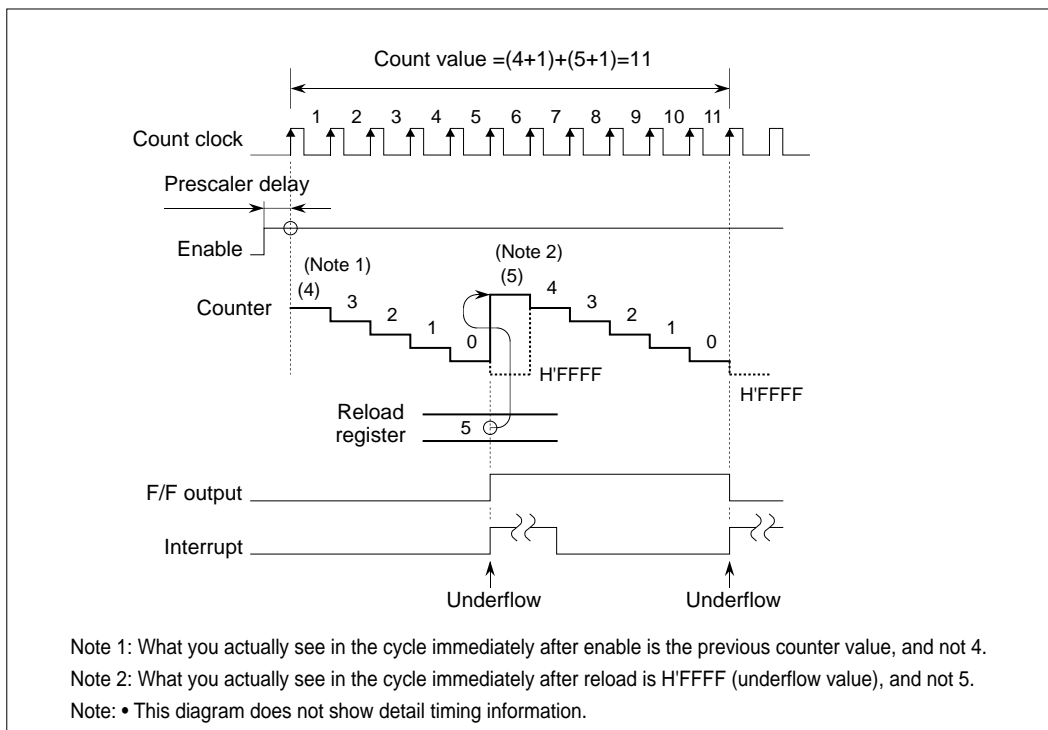 Count value =(4+1)+(5+1)=11
1 2 3 4 5 6 7 8 9 10 11
Count clock
Prescaler delay
Enable
(Note 1)
(Note 2)
Counter
(4) 3 2 1 0 (5) 4 3 2 1 0
H'FFFF
H'FFFF
Reload
register
5
F/F output
Interrupt
Underflow Underflow
Note 1: What you actually see in the cycle immediately after enable is the previous counter value, and not 4.
Note 2: What you actually see in the cycle immediately after reload is H'FFFF (underflow value), and not 5.
Note: • This diagram does not show detail timing information.